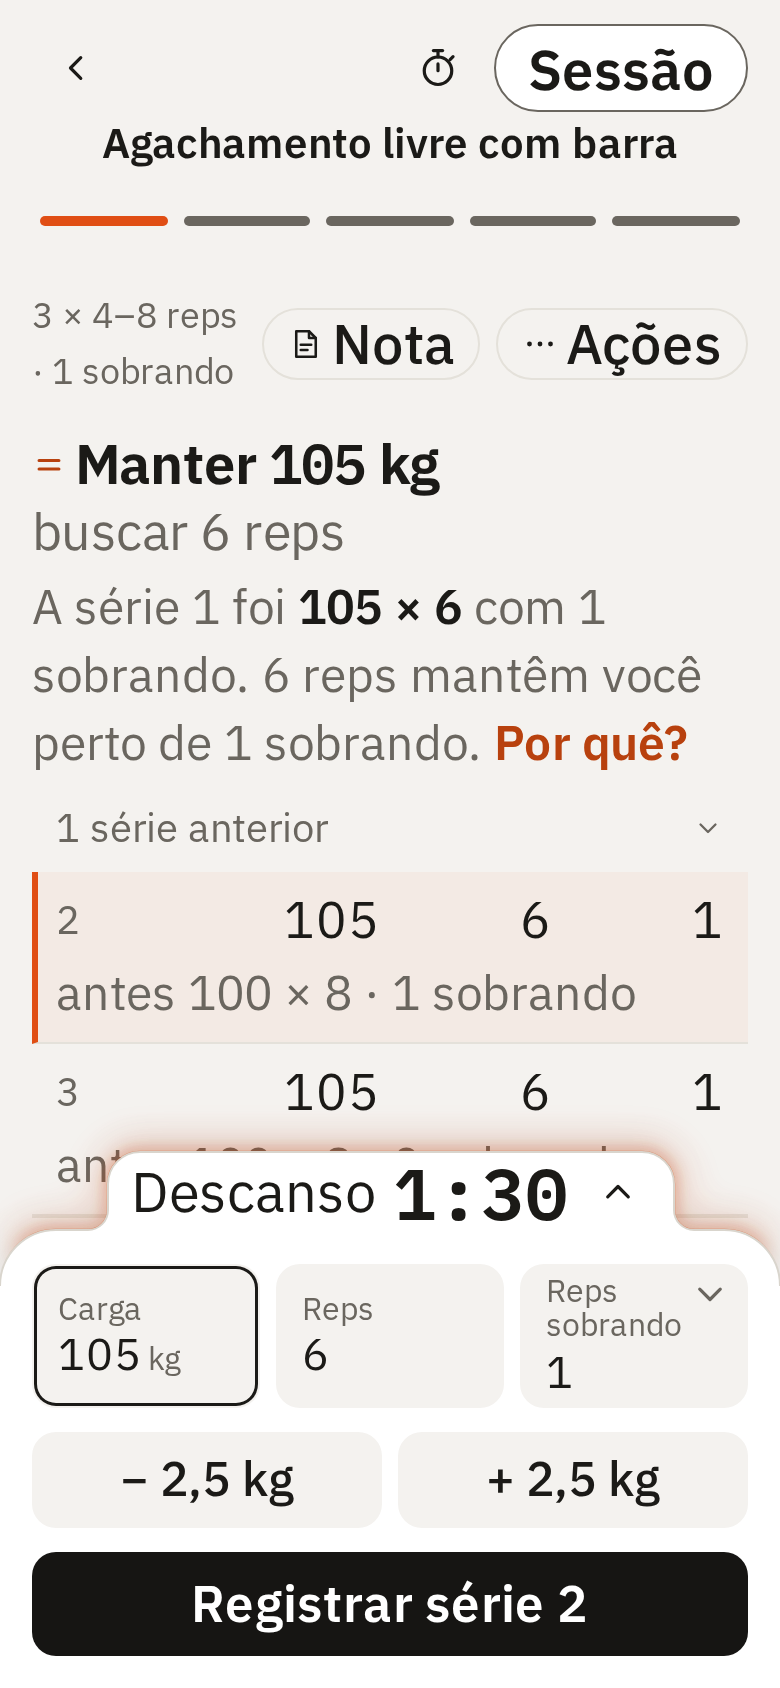 Sessão
Agachamento livre com barra
3 × 4–8 reps
· 1 sobrando
Nota
··· Ações
= Manter 105 kg
buscar 6 reps
A série 1 foi 105 × 6 com 1
sobrando. 6 reps mantêm você
perto de 1 sobrando. Por quê?
1 série anterior
2 105 6 1
antes 100 × 8 · 1 sobrando
3 105 6 1
Descanso 1:30
Carga
105 kg
Reps
6
Reps
sobrando
1
− 2,5 kg
+ 2,5 kg
Registrar série 2